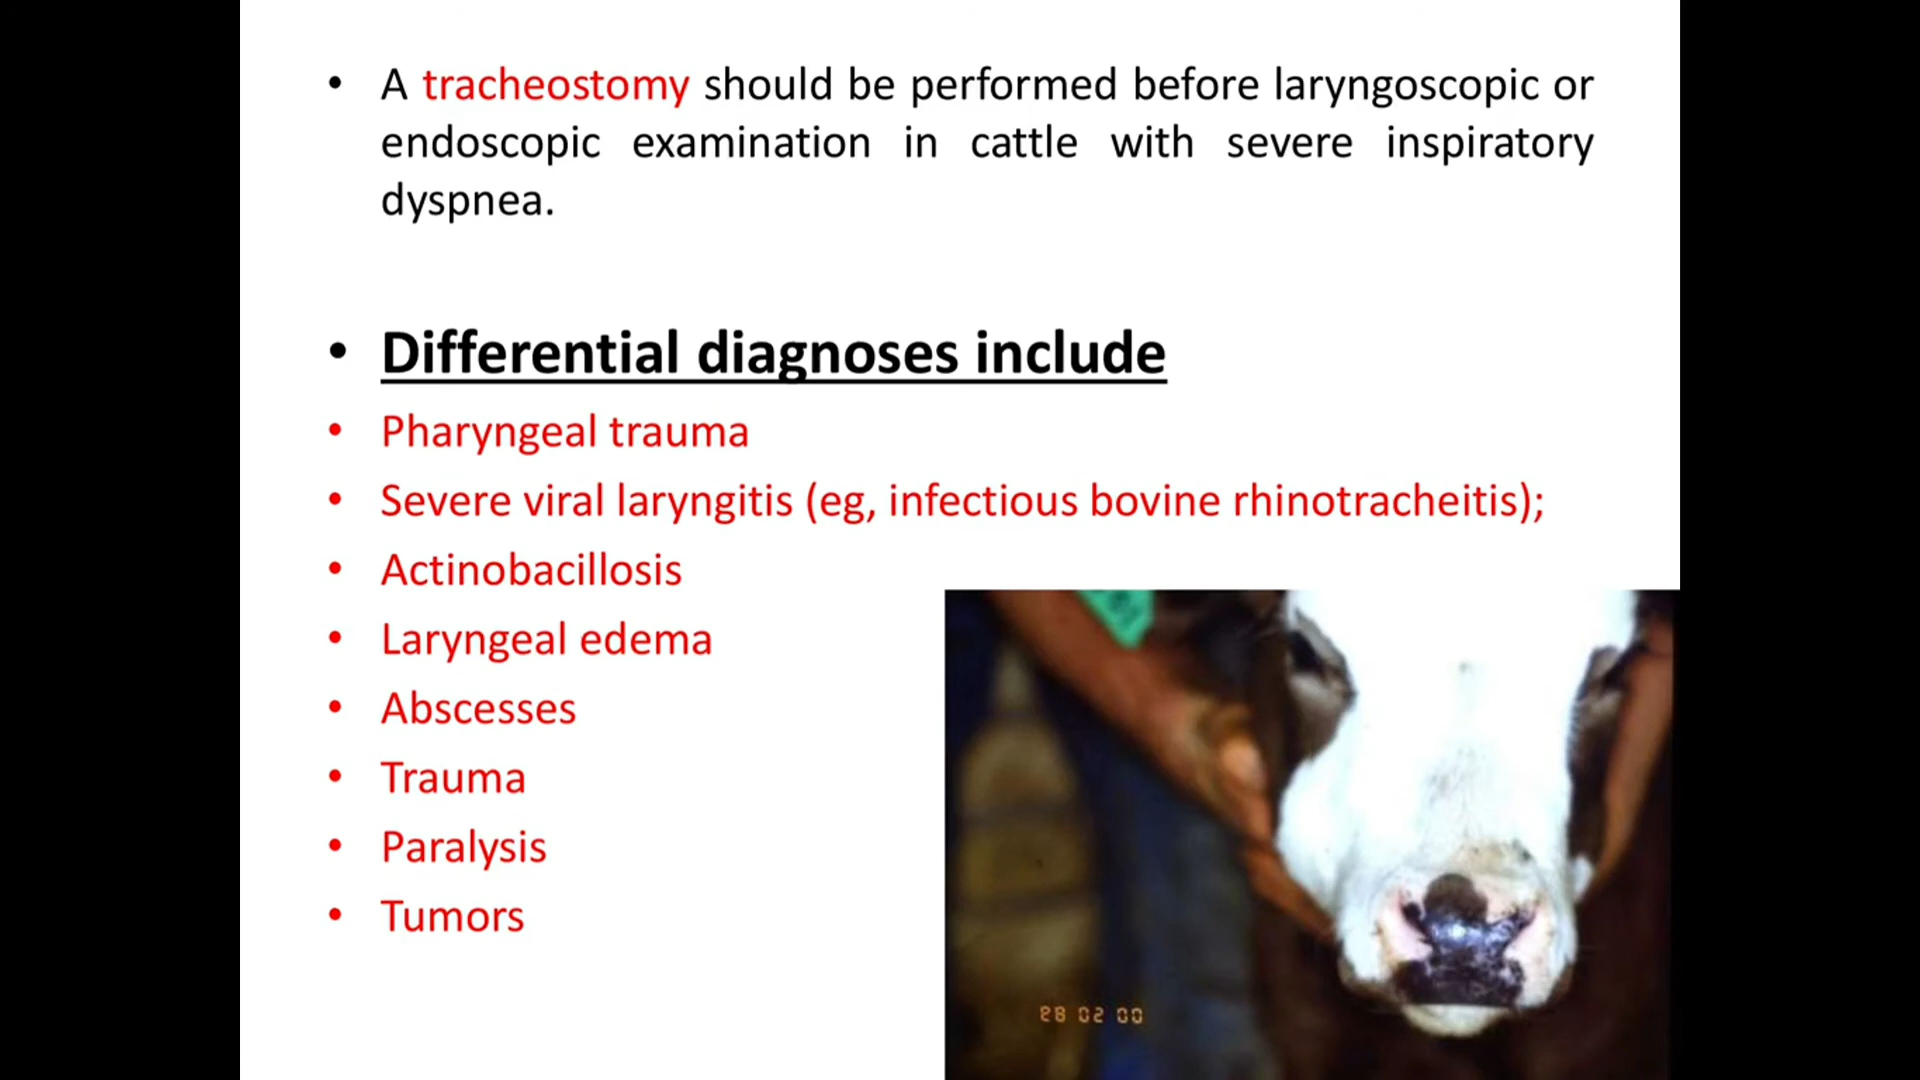 • A tracheostomy should be performed before laryngoscopic or
endoscopic examination in cattle with severe inspiratory
dyspnea.
• Differential diagnoses include
• Pharyngeal trauma
• Severe viral laryngitis (eg, infectious bovine rhinotracheitis);
• Actinobacillosis
• Laryngeal edema
• Abscesses
• Trauma
• Paralysis
• Tumors
28 02 00